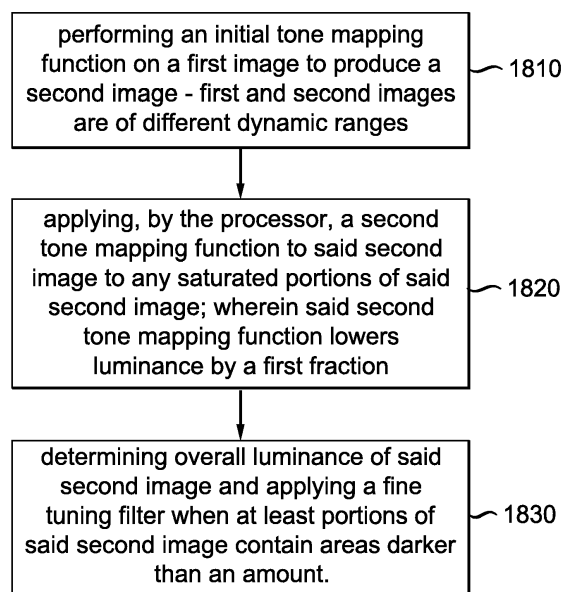 performing an initial tone mapping
function on a first image to produce a
second image - first and second images
are of different dynamic ranges
1810
applying, by the processor, a second
tone mapping function to said second
image to any saturated portions of said
second image; wherein said second
tone mapping function lowers
luminance by a first fraction
1820
determining overall luminance of said
second image and applying a fine
tuning filter when at least portions of
said second image contain areas darker
than an amount.
1830